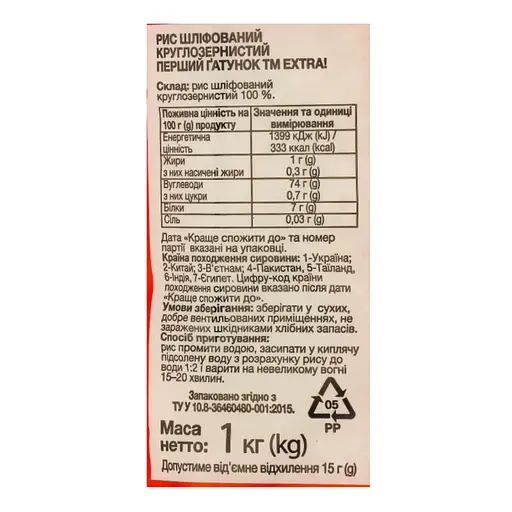 РИС ШЛІФОВАНИЙ
КРУГЛОЗЕРНИСТИЙ
ПЕРШИЙ ҐАТУНОК ТМ EXTRA!
Склад: рис шліфований
круглозернистий 100 %.
Поживна цінність на 100 г (g) продукту
Значення та одиниці вимірювання
Енергетична цінність
1399 кДж (kJ) / 333 ккал (kcal)
Жири
1 г (g)
з них насичені жири
0,3 г (g)
Вуглеводи
74 г (g)
з них цукри
0,7 г (g)
Білки
7 г (g)
Сіль
0,03 г (g)
Дата «Краще спожити до» та номер
партії вказані на упаковці.
Країна походження сировини: 1-Україна;
2-Китай; 3-В'єтнам; 4-Пакистан, 5-Таїланд,
6-Індія, 7-Єгипет. Цифру-код країни
походження сировини вказано після дати
«Краще спожити до».
Умови зберігання: зберігати у сухих,
добре вентильованих приміщеннях, не
заражених шкідниками хлібних запасів.
Спосіб приготування:
рис промити водою, засипати у киплячу
підсолену воду з розрахунку рису до
води 1:2 і варити на невеликому вогні
15–20 хвилин.
Запаковано згідно з
ТУ У 10.8-36460480-001:2015.
05
PP
Маса
нетто: 1 кг (kg)
Допустиме від'ємне відхилення 15 г (g)